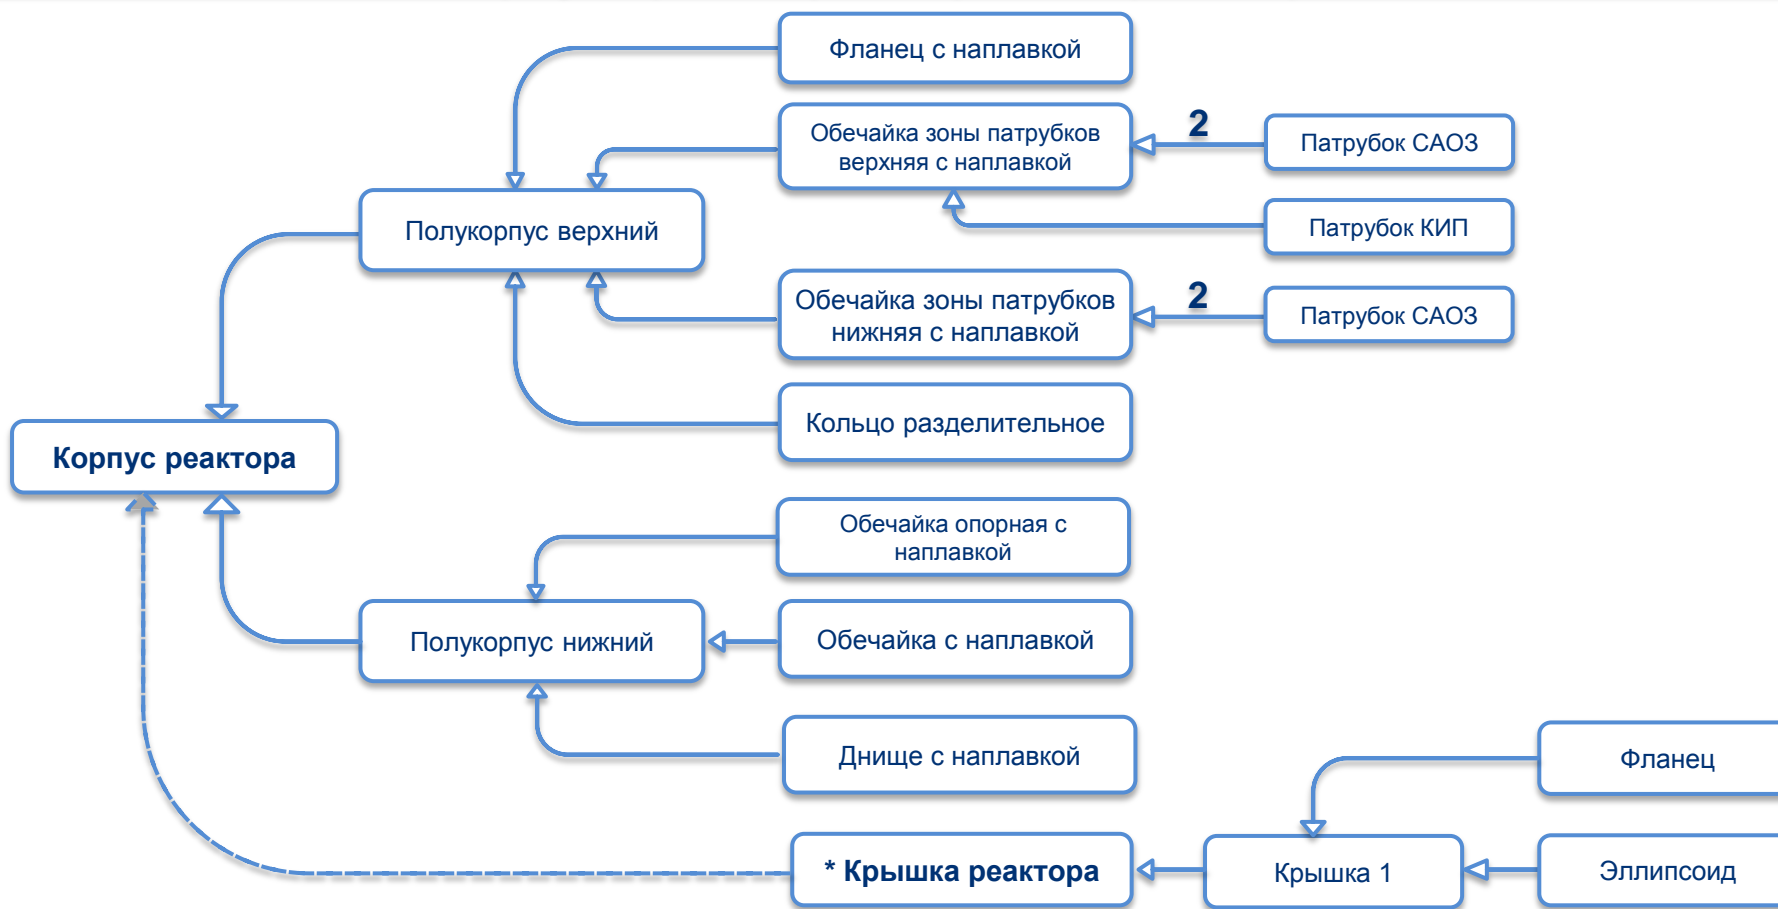 Фланец с наплавкой
Обечайка зоны патрубков
верхняя с наплавкой
2
Патрубок САОЗ
Патрубок КИП
Полукорпус верхний
Обечайка зоны патрубков
нижняя с наплавкой
2
Патрубок САОЗ
Кольцо разделительное
Корпус реактора
Обечайка опорная с
наплавкой
Полукорпус нижний
Обечайка с наплавкой
Днище с наплавкой
Фланец
* Крышка реактора
Крышка 1
Эллипсоид